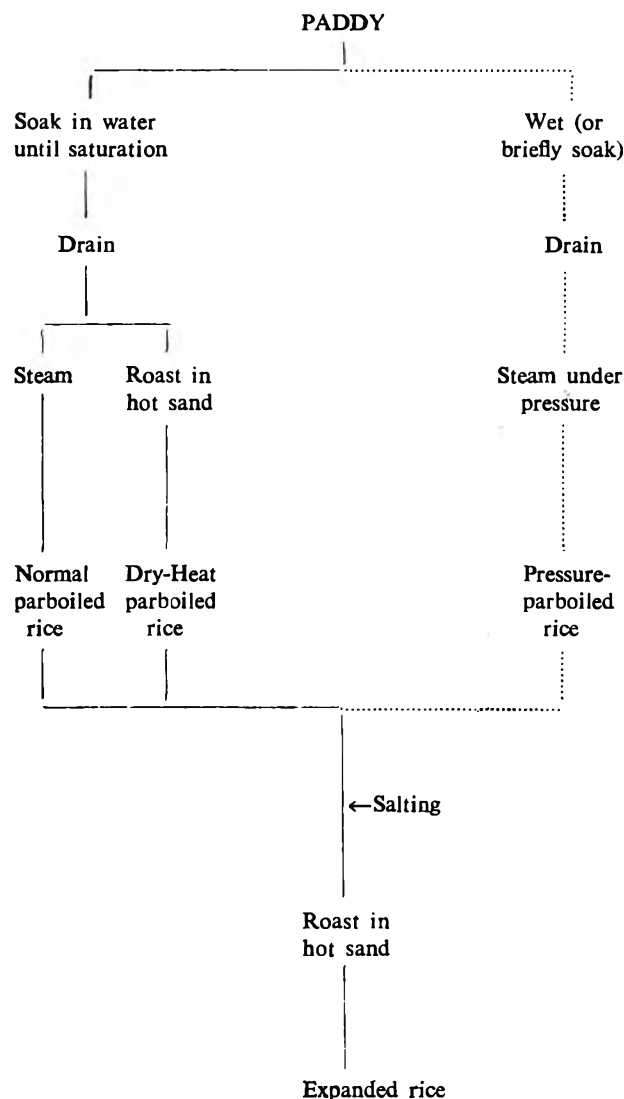 PADDY
Soak in water
until saturation
Wet (or
briefly soak)
Drain
Drain
Steam
Roast in
hot sand
Steam under
pressure
Normal
parboiled
rice
Dry-Heat
parboiled
rice
Pressure-
parboiled
rice
←Salting
Roast in
hot sand
Expanded rice